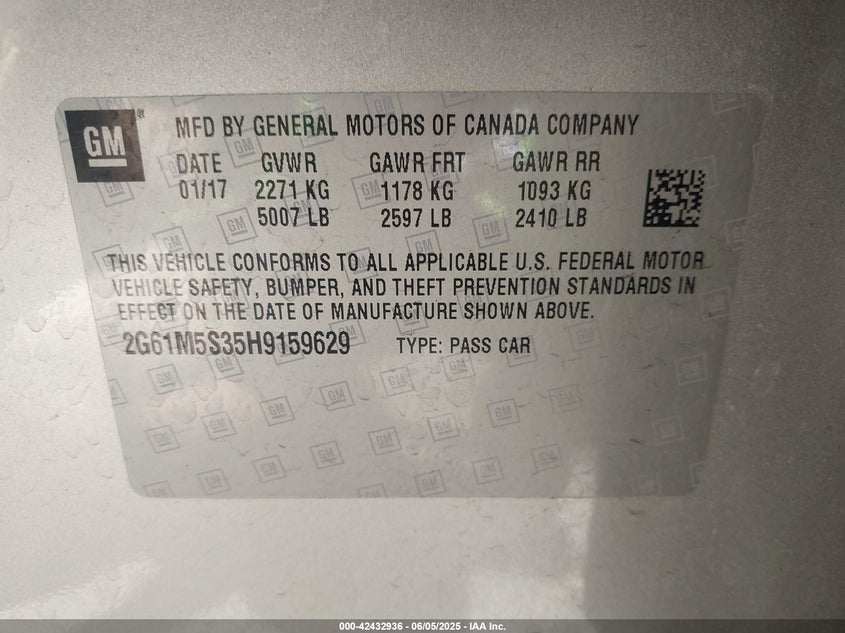 GM
MFD BY GENERAL MOTORS OF CANADA COMPANY
DATE GVWR GAWR FRT GAWR RR
01/17 2271 KG 1178 KG 1093 KG
5007 LB 2597 LB 2410 LB
THIS VEHICLE CONFORMS TO ALL APPLICABLE U.S. FEDERAL MOTOR
VEHICLE SAFETY, BUMPER, AND THEFT PREVENTION STANDARDS IN
EFFECT ON THE DATE OF MANUFACTURE SHOWN ABOVE.
2G61M5S35H9159629 TYPE: PASS CAR
000-42432936 - 06/05/2025 - IAA Inc.